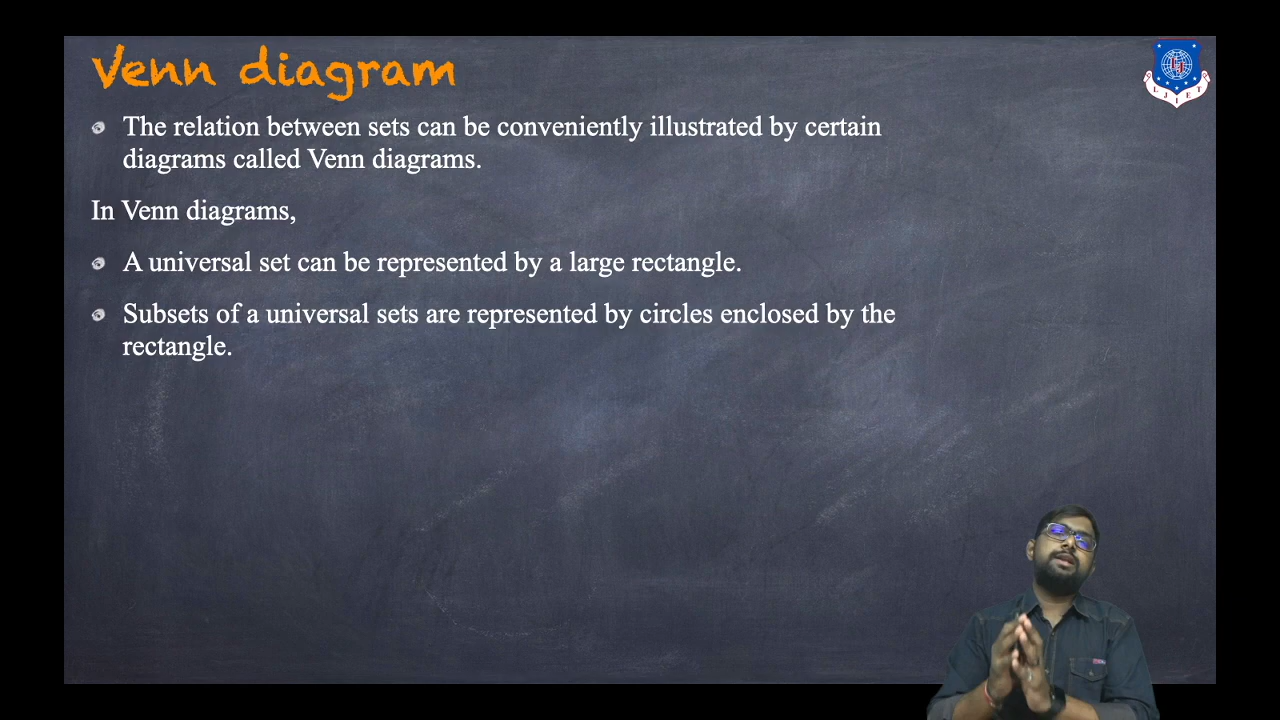 Venn diagram
The relation between sets can be conveniently illustrated by certain
diagrams called Venn diagrams.
In Venn diagrams,
A universal set can be represented by a large rectangle.
Subsets of a universal sets are represented by circles enclosed by the
rectangle.
L J I E T